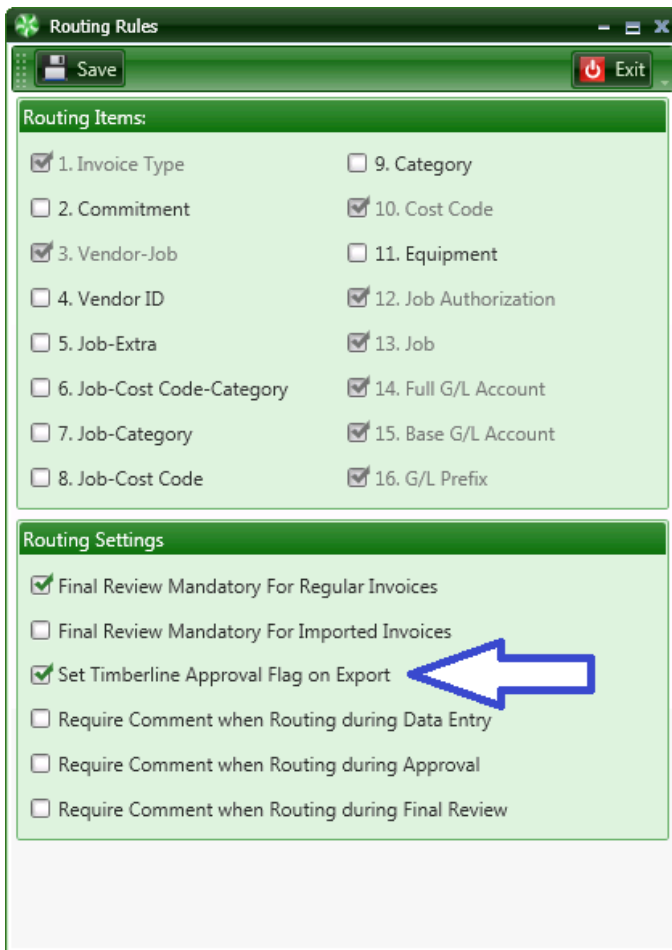 Routing Rules
Save
Exit
Routing Items:
1. Invoice Type
2. Commitment
3. Vendor-Job
4. Vendor ID
5. Job-Extra
6. Job-Cost Code-Category
7. Job-Category
8. Job-Cost Code
9. Category
10. Cost Code
11. Equipment
12. Job Authorization
13. Job
14. Full G/L Account
15. Base G/L Account
16. G/L Prefix
Routing Settings
Final Review Mandatory For Regular Invoices
Final Review Mandatory For Imported Invoices
Set Timberline Approval Flag on Export
Require Comment when Routing during Data Entry
Require Comment when Routing during Approval
Require Comment when Routing during Final Review